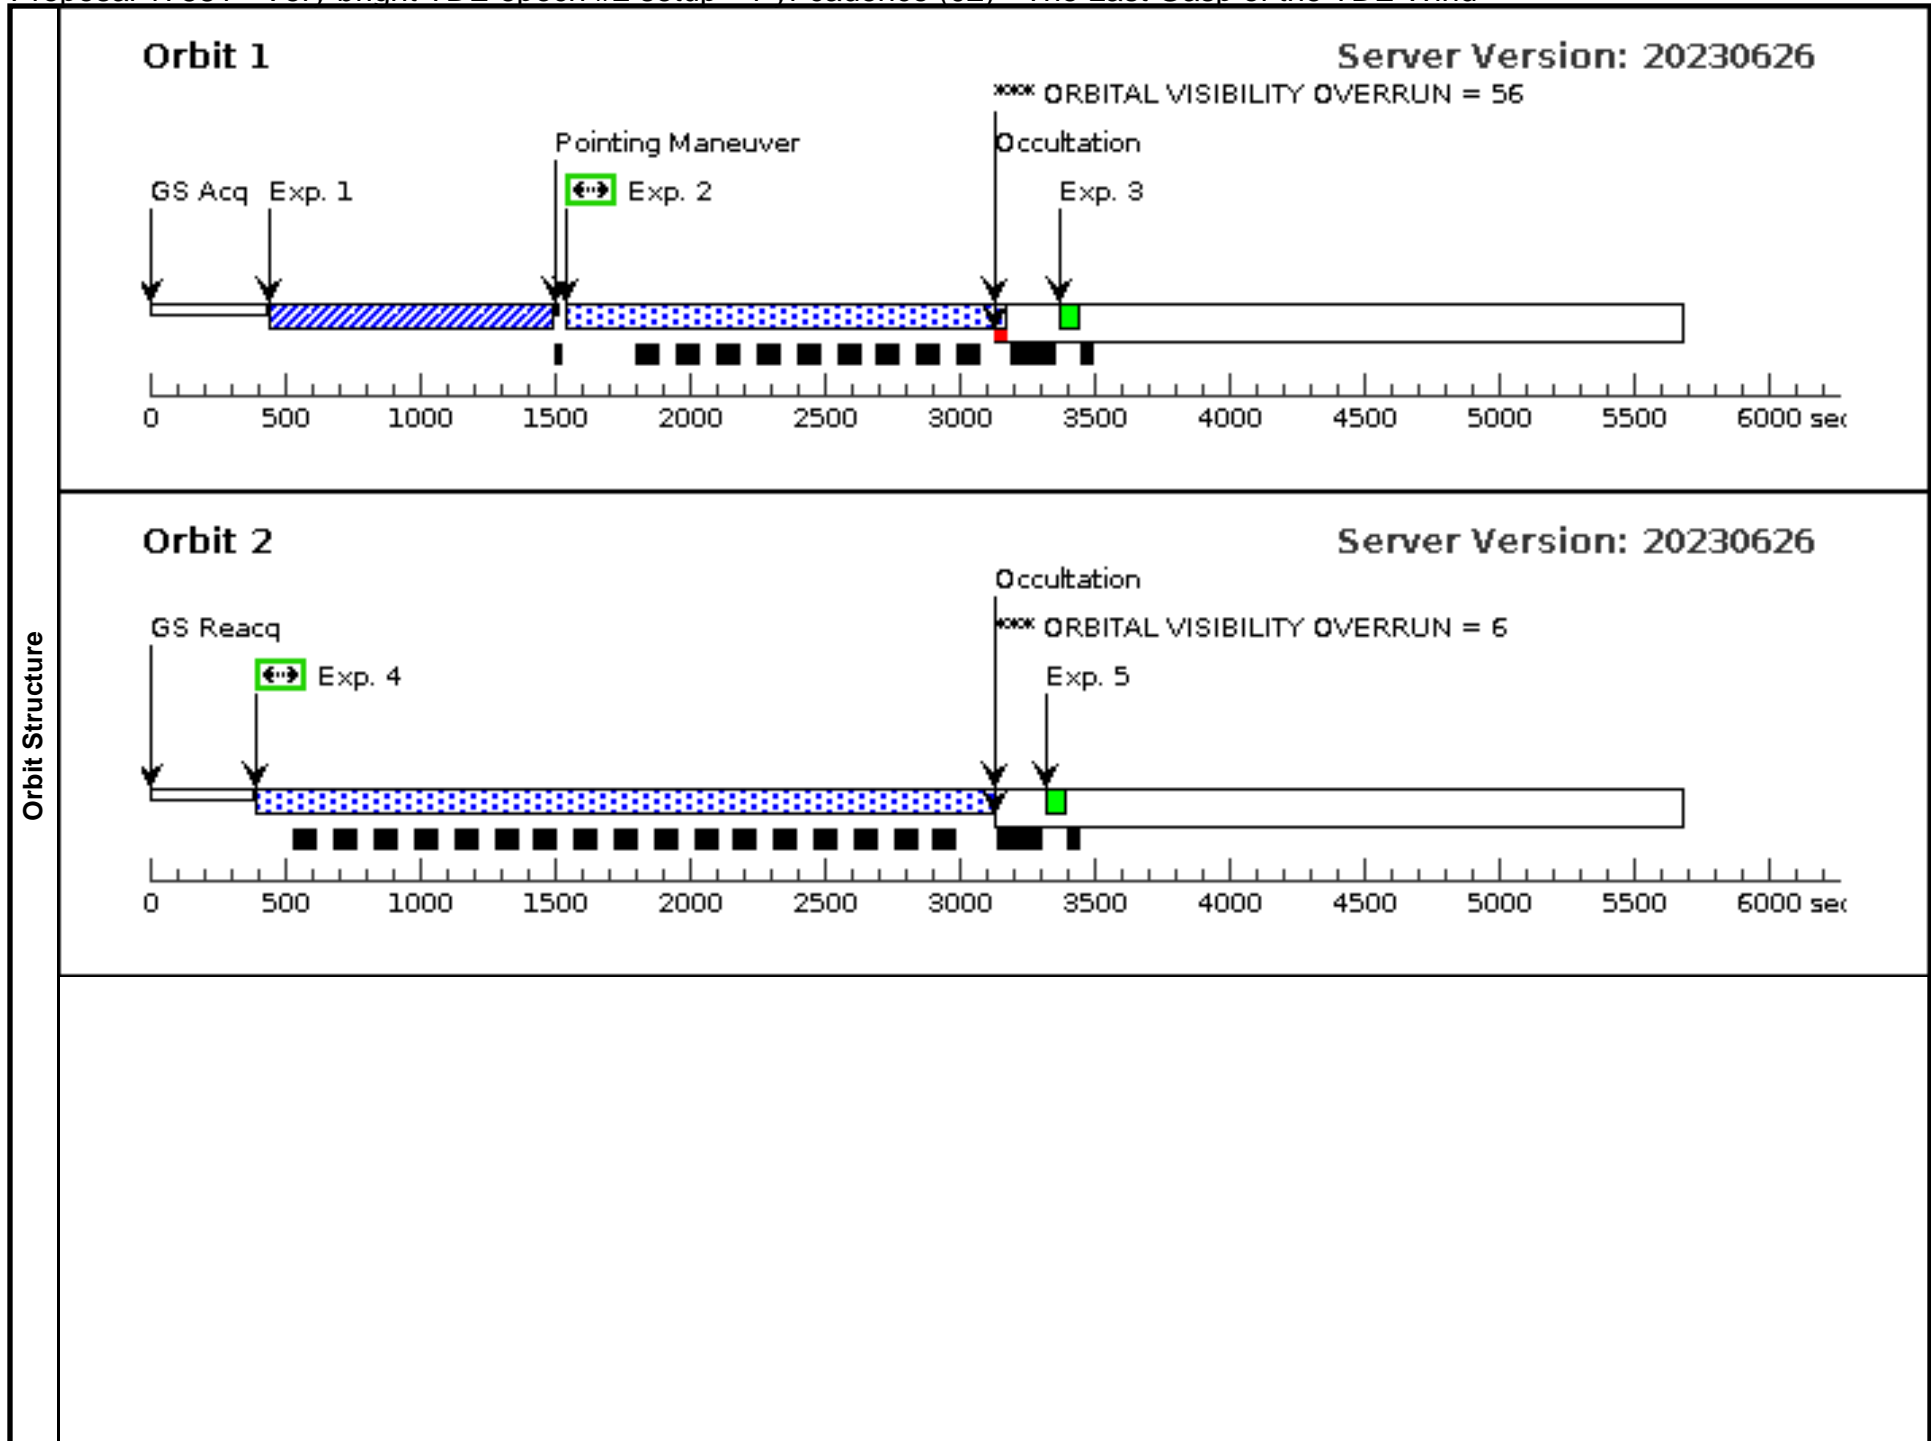 Orbit 1
Server Version: 20230626
*** ORBITAL VISIBILITY OVERRUN = 56
Pointing Maneuver
Occultation
GS Acq
Exp. 1
Exp. 2
Exp. 3
0 500 1000 1500 2000 2500 3000 3500 4000 4500 5000 5500 6000 sec
Orbit Structure
Orbit 2
Server Version: 20230626
Occultation
GS Reacq
*** ORBITAL VISIBILITY OVERRUN = 6
Exp. 4
Exp. 5
0 500 1000 1500 2000 2500 3000 3500 4000 4500 5000 5500 6000 sec